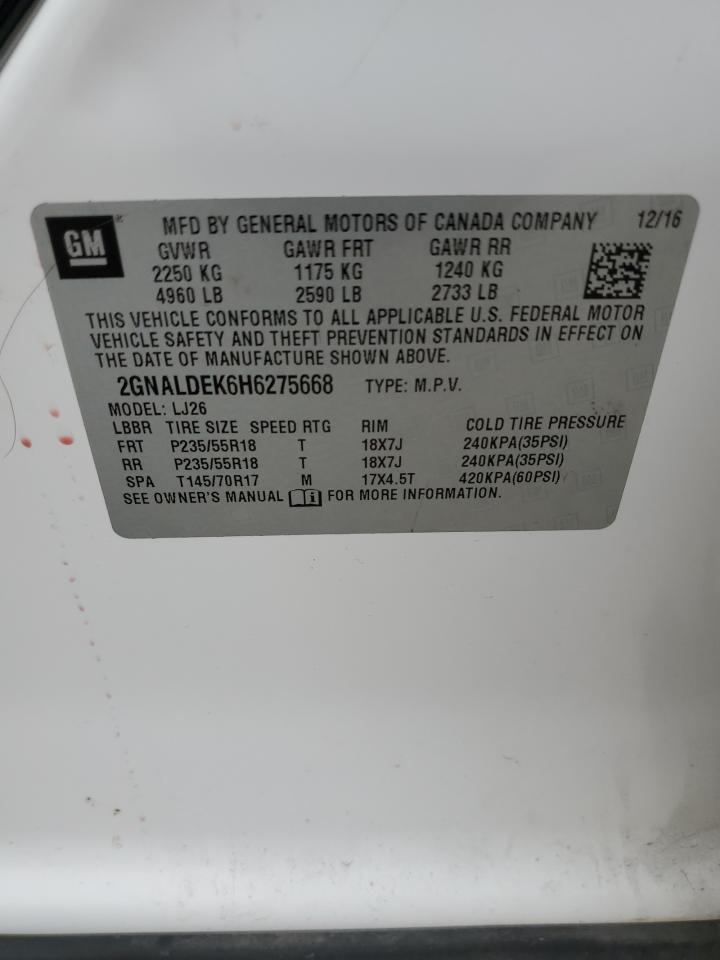 GM ® MFD BY GENERAL MOTORS OF CANADA COMPANY 12/16
GVWR GAWR FRT GAWR RR
2250 KG 1175 KG 1240 KG
4960 LB 2590 LB 2733 LB
THIS VEHICLE CONFORMS TO ALL APPLICABLE U.S. FEDERAL MOTOR
VEHICLE SAFETY AND THEFT PREVENTION STANDARDS IN EFFECT ON
THE DATE OF MANUFACTURE SHOWN ABOVE.
2GNALDEK6H6275668 TYPE: M.P.V.
MODEL: LJ26
LBBR TIRE SIZE SPEED RTG RIM COLD TIRE PRESSURE
FRT P235/55R18 T 18X7J 240KPA(35PSI)
RR P235/55R18 T 18X7J 240KPA(35PSI)
SPA T145/70R17 M 17X4.5T 420KPA(60PSI)
SEE OWNER'S MANUAL i FOR MORE INFORMATION.